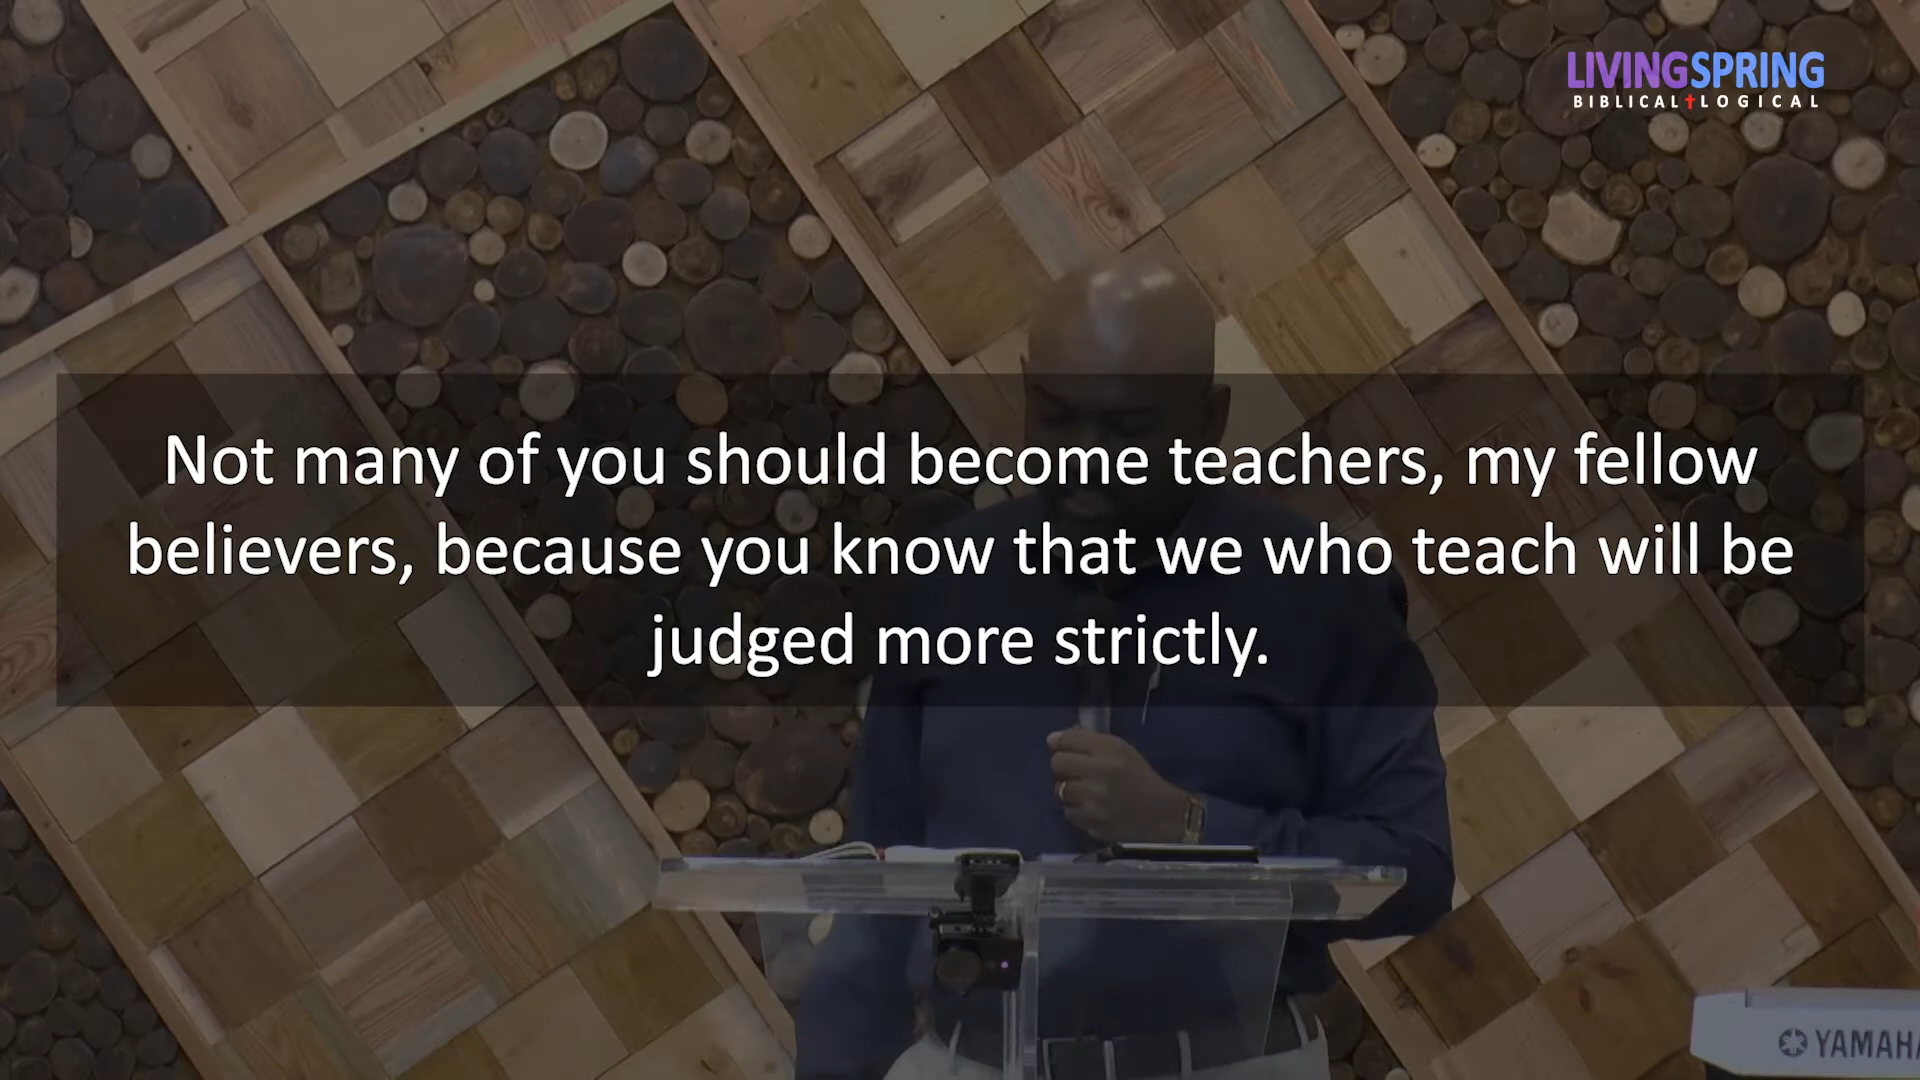 LIVINGSPRING
BIBLICAL LOGICAL
Not many of you should become teachers, my fellow
believers, because you know that we who teach will be
judged more strictly.
YAMAHA